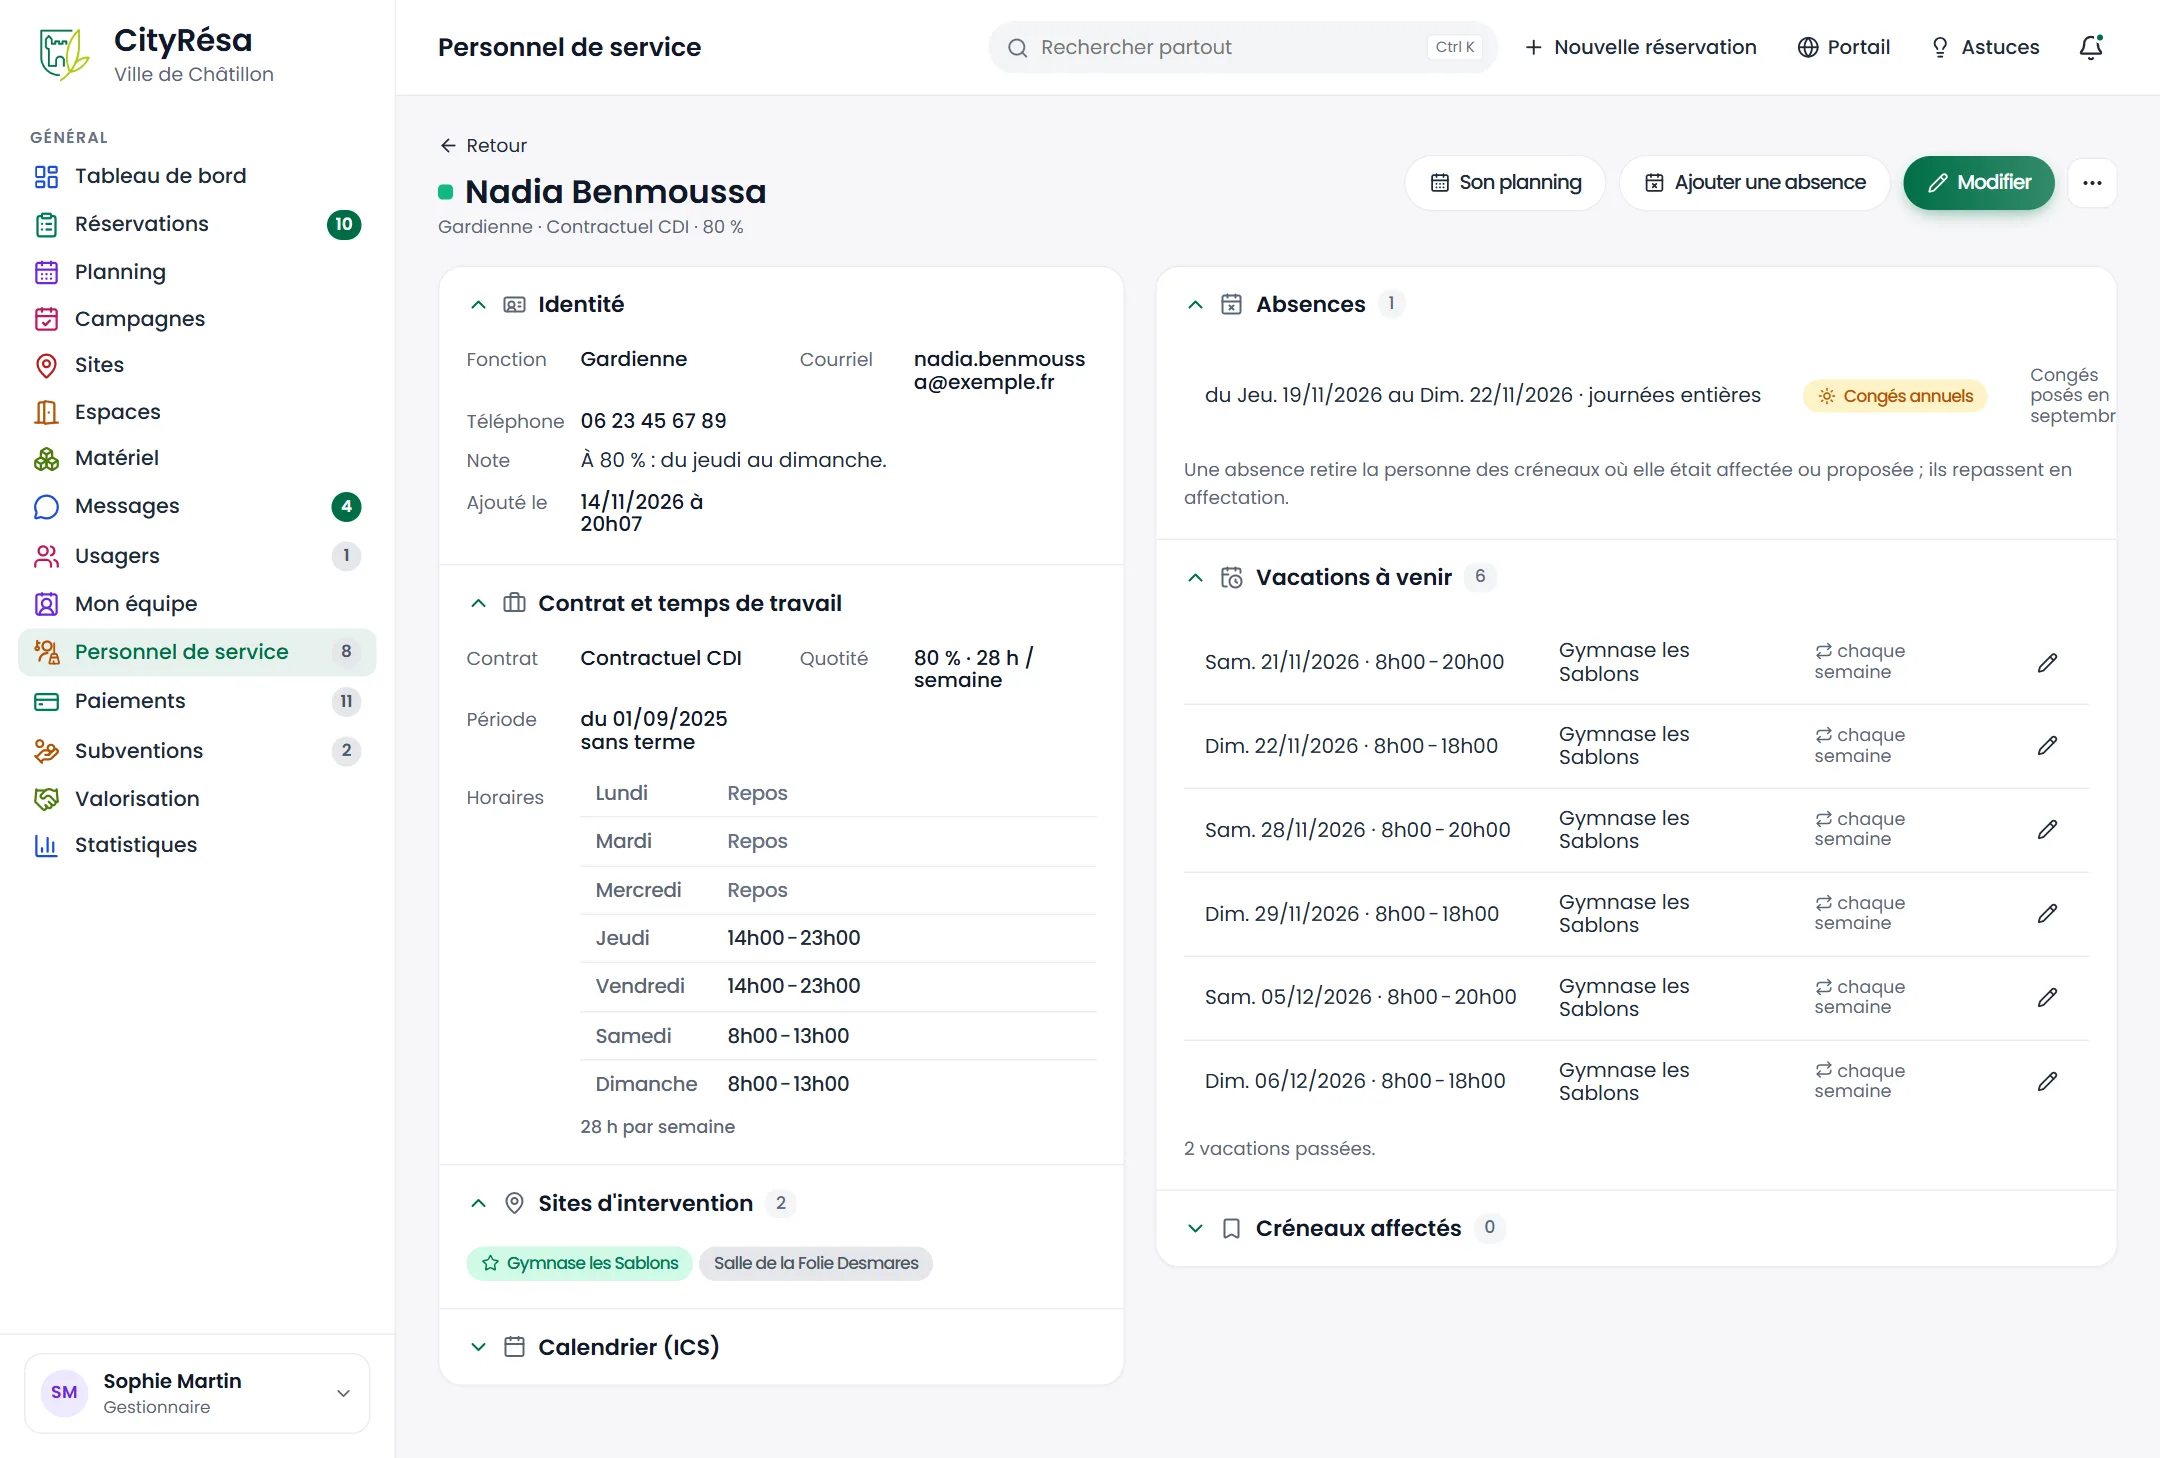 CityRésa
Ville de Châtillon
GÉNÉRAL
Tableau de bord
Réservations 10
Planning
Campagnes
Sites
Espaces
Matériel
Messages 4
Usagers 1
Mon équipe
Personnel de service 8
Paiements 11
Subventions 2
Valorisation
Statistiques
SM
Sophie Martin
Gestionnaire
Personnel de service
Rechercher partout Ctrl K
Nouvelle réservation
Portail
Astuces
Retour
Nadia Benmoussa
Gardienne · Contractuel CDI · 80 %
Son planning
Ajouter une absence
Modifier
Identité
Fonction Gardienne
Courriel nadia.benmouss
a@exemple.fr
Téléphone 06 23 45 67 89
Note À 80 % : du jeudi au dimanche.
Ajouté le 14/11/2026 à
20h07
Contrat et temps de travail
Contrat Contractuel CDI
Quotité 80 % · 28 h /
semaine
Période du 01/09/2025
sans terme
Horaires
Lundi Repos
Mardi Repos
Mercredi Repos
Jeudi 14h00 – 23h00
Vendredi 14h00 – 23h00
Samedi 8h00 – 13h00
Dimanche 8h00 – 13h00
28 h par semaine
Sites d'intervention 2
Gymnase les Sablons
Salle de la Folie Desmares
Calendrier (ICS)
Absences 1
du Jeu. 19/11/2026 au Dim. 22/11/2026 · journées entières
Congés annuels
Congés
posés en
septembr
Une absence retire la personne des créneaux où elle était affectée ou proposée ; ils repassent en
affectation.
Vacations à venir 6
Sam. 21/11/2026 · 8h00 – 20h00
Gymnase les
Sablons
chaque
semaine
Dim. 22/11/2026 · 8h00 – 18h00
Gymnase les
Sablons
chaque
semaine
Sam. 28/11/2026 · 8h00 – 20h00
Gymnase les
Sablons
chaque
semaine
Dim. 29/11/2026 · 8h00 – 18h00
Gymnase les
Sablons
chaque
semaine
Sam. 05/12/2026 · 8h00 – 20h00
Gymnase les
Sablons
chaque
semaine
Dim. 06/12/2026 · 8h00 – 18h00
Gymnase les
Sablons
chaque
semaine
2 vacations passées.
Créneaux affectés 0